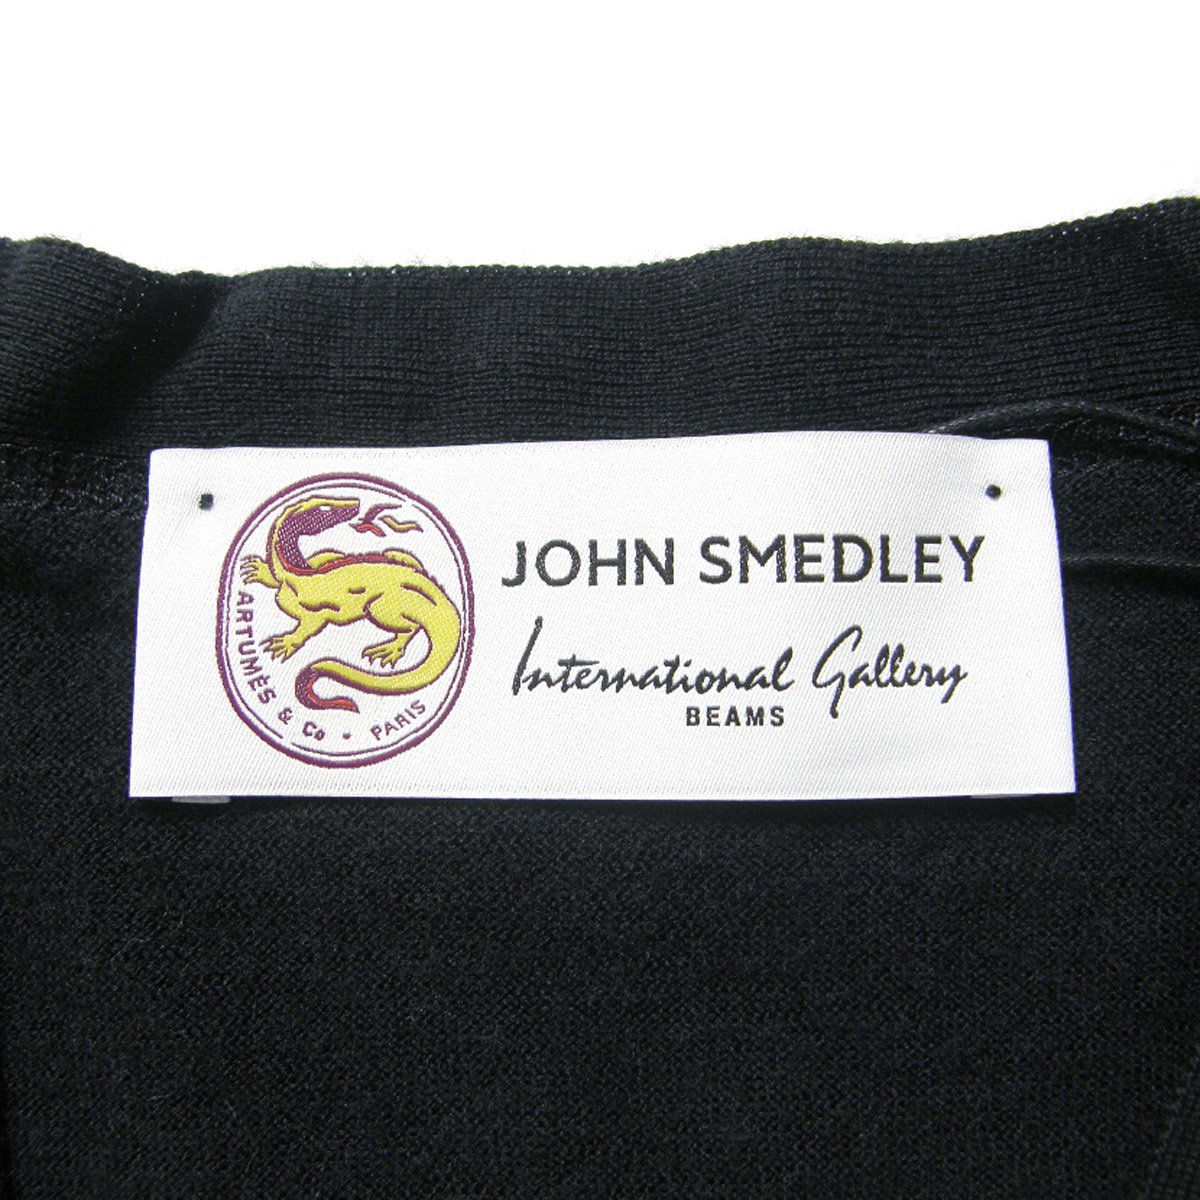 ARTUMÈS & Co • PARIS
JOHN SMEDLEY
International Gallery
BEAMS